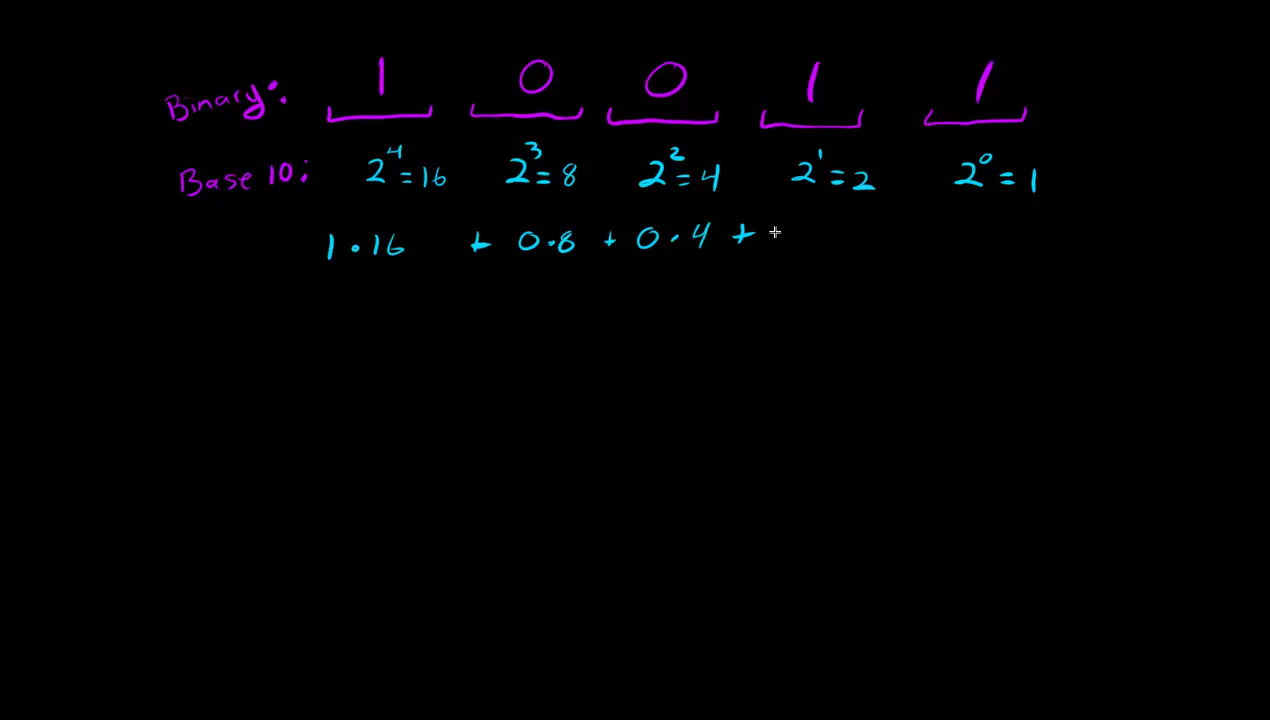 Binary: 1 0 0 1 1
Base 10: 2⁴=16 2³=8 2²=4 2¹=2 2⁰=1
1·16 + 0·8 + 0·4 +